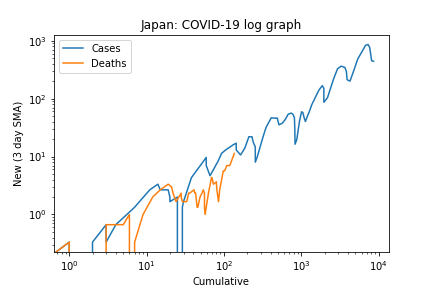 Japan: COVID-19 log graph
Cases
Deaths
New (3 day SMA)
10³
10²
10¹
10⁰
10⁰ 10¹ 10² 10³ 10⁴
Cumulative